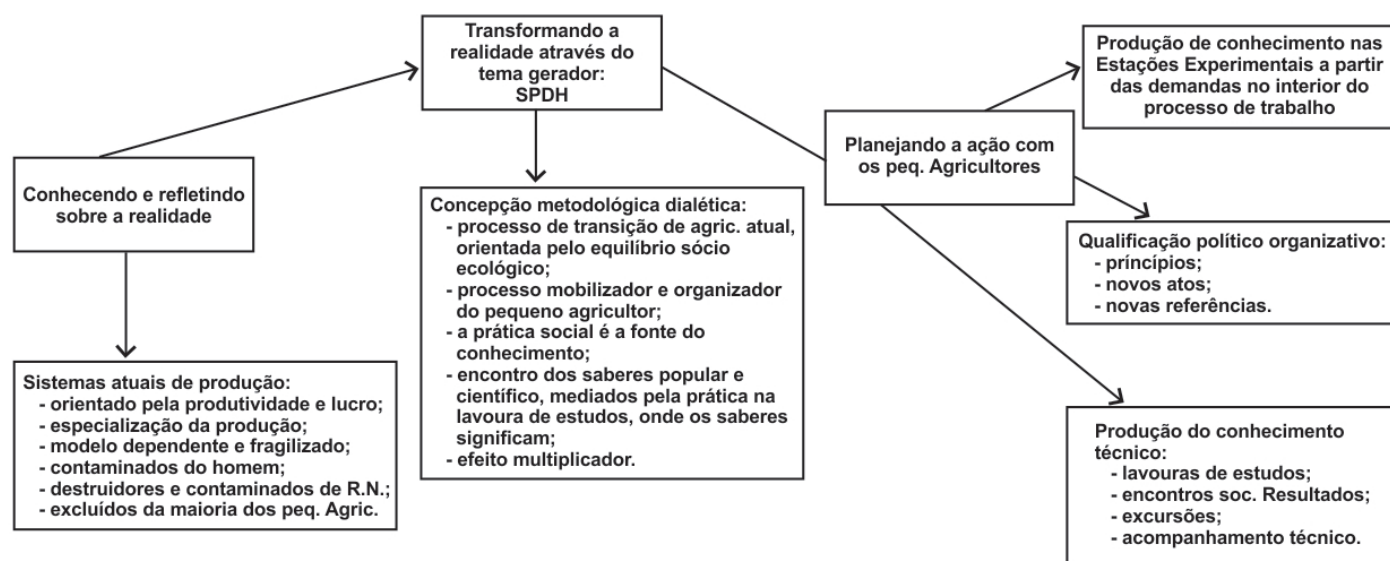 Transformando a
realidade através do
tema gerador:
SPDH
Produção de conhecimento nas
Estações Experimentais a partir
das demandas no interior do
processo de trabalho
Planejando a ação com
os peq. Agricultores
Conhecendo e refletindo
sobre a realidade
Concepção metodológica dialética:
- processo de transição de agric. atual,
orientada pelo equilíbrio sócio
ecológico;
- processo mobilizador e organizador
do pequeno agricultor;
- a prática social é a fonte do
conhecimento;
- encontro dos saberes popular e
científico, mediados pela prática na
lavoura de estudos, onde os saberes
significam;
- efeito multiplicador.
Qualificação político organizativo:
- príncípios;
- novos atos;
- novas referências.
Sistemas atuais de produção:
- orientado pela produtividade e lucro;
- especialização da produção;
- modelo dependente e fragilizado;
- contaminados do homem;
- destruidores e contaminados de R.N.;
- excluídos da maioria dos peq. Agric.
Produção do conhecimento
técnico:
- lavouras de estudos;
- encontros soc. Resultados;
- excursões;
- acompanhamento técnico.